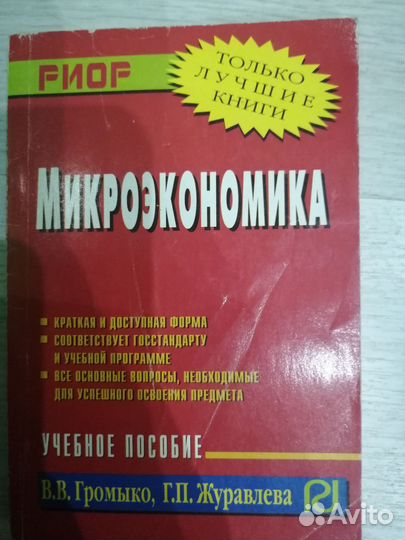 РИОР
ТОЛЬКО
ЛУЧШИЕ
КНИГИ
МИКРОЭКОНОМИКА
КРАТКАЯ И ДОСТУПНАЯ ФОРМА
СООТВЕТСТВУЕТ ГОССТАНДАРТУ
И УЧЕБНОЙ ПРОГРАММЕ
ВСЕ ОСНОВНЫЕ ВОПРОСЫ, НЕОБХОДИМЫЕ
ДЛЯ УСПЕШНОГО ОСВОЕНИЯ ПРЕДМЕТА
УЧЕБНОЕ ПОСОБИЕ
В.В. Громыко, Г.П. Журавлева
Avito